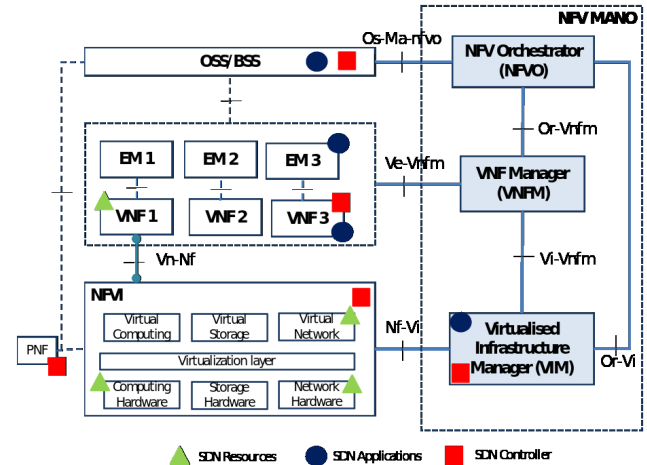 NFV MANO
Os-Ma-nfvo
OSS/BSS
NFV Orchestrator
(NFVO)
Or-Vnfm
EM 1
EM 2
EM 3
Ve-Vnfm
VNF Manager
(VNFM)
VNF 1
VNF 2
VNF 3
Vn-Nf
Vi-Vnfm
NFVI
Virtual
Computing
Virtual
Storage
Virtual
Network
Nf-Vi
Virtualised
Infrastructure
Manager (VIM)
Or-Vi
PNF
Virtualization layer
Computing
Hardware
Storage
Hardware
Network
Hardware
SDN Resources
SDN Applications
SDN Controller